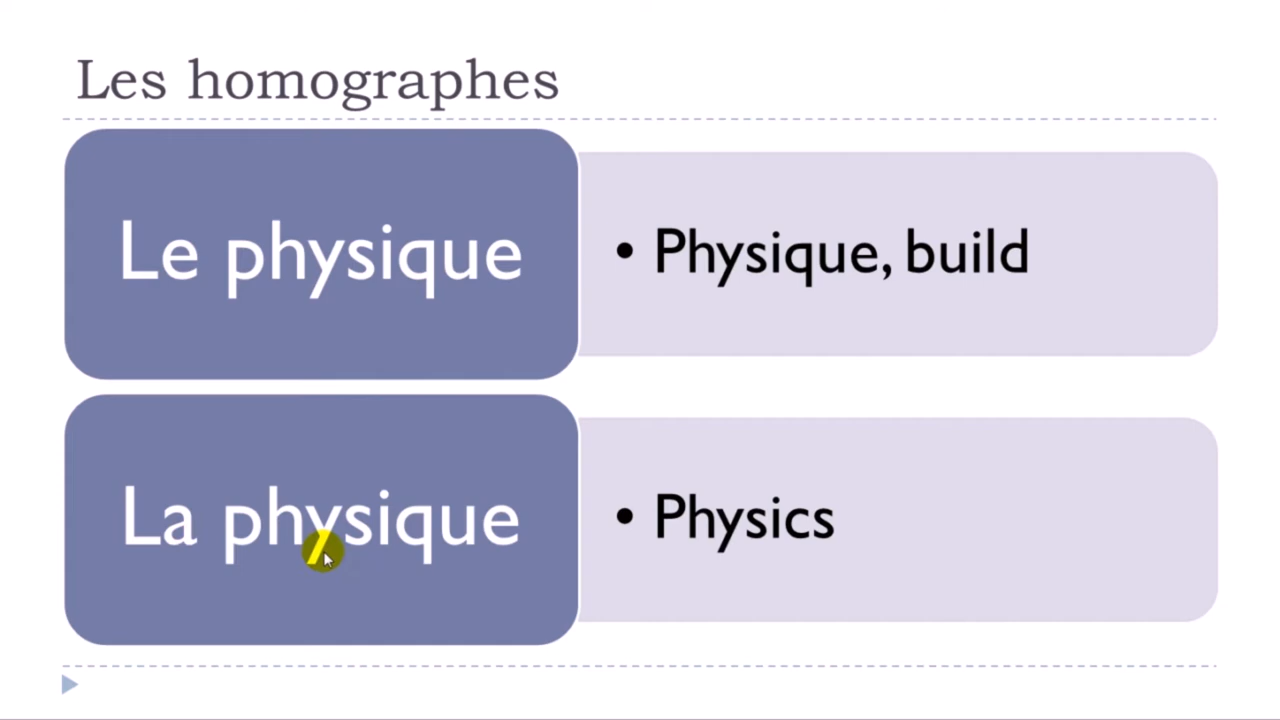 Les homographes
Le physique
• Physique, build
La physique
• Physics